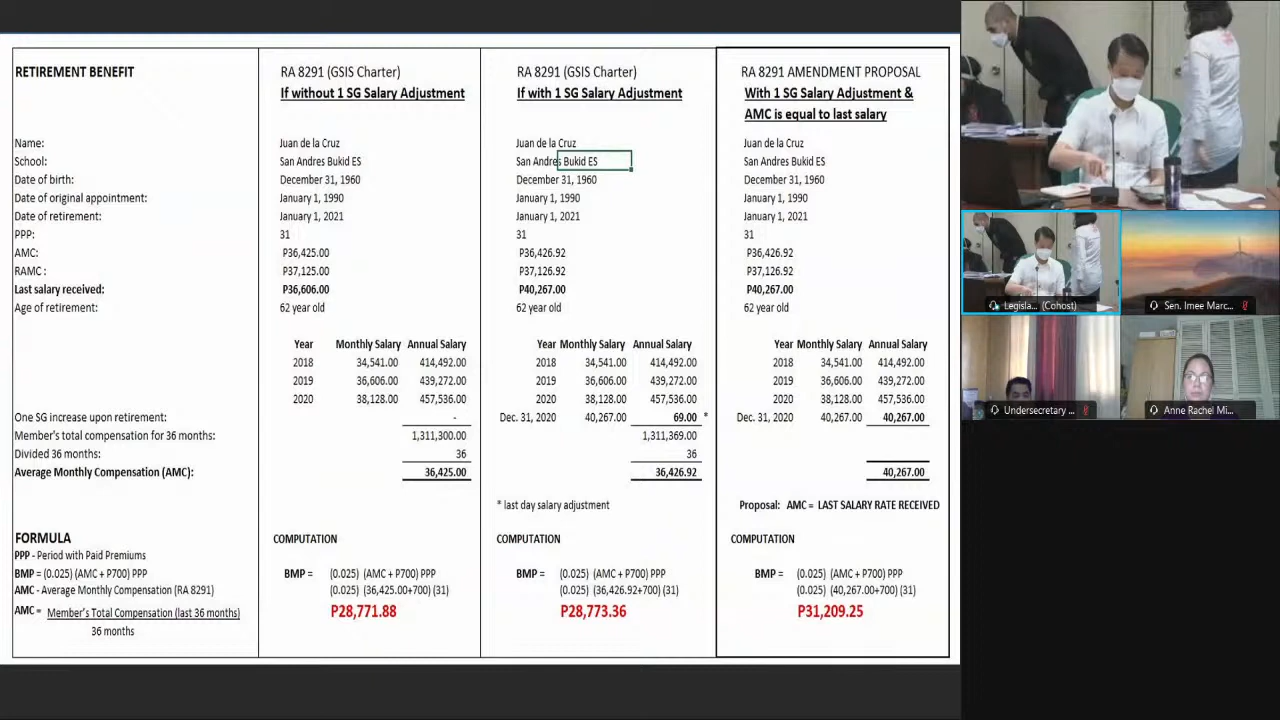 RETIREMENT BENEFIT
Name:
School:
Date of birth:
Date of original appointment:
Date of retirement:
PPP:
AMC:
RAMC :
Last salary received:
Age of retirement:
One SG increase upon retirement:
Member's total compensation for 36 months:
Divided 36 months:
Average Monthly Compensation (AMC):
FORMULA
PPP - Period with Paid Premiums
BMP = (0.025) (AMC + P700) PPP
AMC - Average Monthly Compensation (RA 8291)
AMC = Member's Total Compensation (last 36 months)
36 months
RA 8291 (GSIS Charter)
If without 1 SG Salary Adjustment
Juan de la Cruz
San Andres Bukid ES
December 31, 1960
January 1, 1990
January 1, 2021
31
P36,425.00
P37,125.00
P36,606.00
62 year old
Year Monthly Salary Annual Salary
2018 34,541.00 414,492.00
2019 36,606.00 439,272.00
2020 38,128.00 457,536.00
-
1,311,300.00
36
36,425.00
COMPUTATION
BMP = (0.025) (AMC + P700) PPP
(0.025) (36,425.00+700) (31)
P28,771.88
RA 8291 (GSIS Charter)
If with 1 SG Salary Adjustment
Juan de la Cruz
San Andres Bukid ES
December 31, 1960
January 1, 1990
January 1, 2021
31
P36,426.92
P37,126.92
P40,267.00
62 year old
Year Monthly Salary Annual Salary
2018 34,541.00 414,492.00
2019 36,606.00 439,272.00
2020 38,128.00 457,536.00
Dec. 31, 2020 40,267.00 69.00 *
1,311,369.00
36
36,426.92
* last day salary adjustment
COMPUTATION
BMP = (0.025) (AMC + P700) PPP
(0.025) (36,426.92+700) (31)
P28,773.36
RA 8291 AMENDMENT PROPOSAL
With 1 SG Salary Adjustment &
AMC is equal to last salary
Juan de la Cruz
San Andres Bukid ES
December 31, 1960
January 1, 1990
January 1, 2021
31
P36,426.92
P37,126.92
P40,267.00
62 year old
Year Monthly Salary Annual Salary
2018 34,541.00 414,492.00
2019 36,606.00 439,272.00
2020 38,128.00 457,536.00
Dec. 31, 2020 40,267.00 40,267.00
40,267.00
Proposal: AMC = LAST SALARY RATE RECEIVED
COMPUTATION
BMP = (0.025) (AMC + P700) PPP
(0.025) (40,267.00+700) (31)
P31,209.25
Legisla... (Cohost)
Sen. Imee Marc...
Undersecretary ...
Anne Rachel Mi...